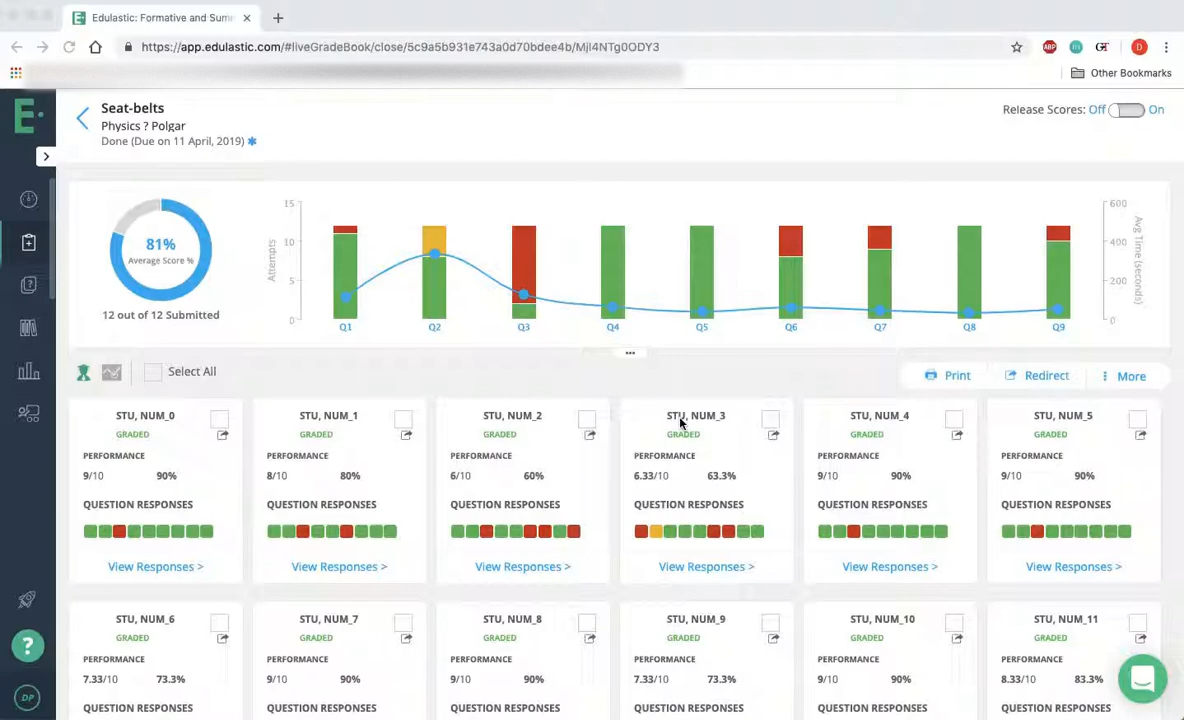 Edulastic: Formative and Sum
https://app.edulastic.com/#liveGradeBook/close/5c9a5b931e743a0d70bdee4b/MjI4NTg0ODY3
ABP
m
GT
D
Other Bookmarks
E
Seat-belts
Physics ? Polgar
Done (Due on 11 April, 2019) *
Release Scores: Off On
81%
Average Score %
12 out of 12 Submitted
Attempts
15
10
5
0
Q1 Q2 Q3 Q4 Q5 Q6 Q7 Q8 Q9
600
400
200
0
Avg Time (seconds)
Select All
Print Redirect More
STU, NUM_0 STU, NUM_1 STU, NUM_2 STU, NUM_3 STU, NUM_4 STU, NUM_5
GRADED GRADED GRADED GRADED GRADED GRADED
PERFORMANCE PERFORMANCE PERFORMANCE PERFORMANCE PERFORMANCE PERFORMANCE
9/10 90% 8/10 80% 6/10 60% 6.33/10 63.3% 9/10 90% 9/10 90%
QUESTION RESPONSES QUESTION RESPONSES QUESTION RESPONSES QUESTION RESPONSES QUESTION RESPONSES QUESTION RESPONSES
View Responses > View Responses > View Responses > View Responses > View Responses > View Responses >
STU, NUM_6 STU, NUM_7 STU, NUM_8 STU, NUM_9 STU, NUM_10 STU, NUM_11
GRADED GRADED GRADED GRADED GRADED GRADED
PERFORMANCE PERFORMANCE PERFORMANCE PERFORMANCE PERFORMANCE PERFORMANCE
7.33/10 73.3% 9/10 90% 9/10 90% 7.33/10 73.3% 9/10 90% 8.33/10 83.3%
QUESTION RESPONSES QUESTION RESPONSES QUESTION RESPONSES QUESTION RESPONSES QUESTION RESPONSES QUESTION RESPONSES
?
DP